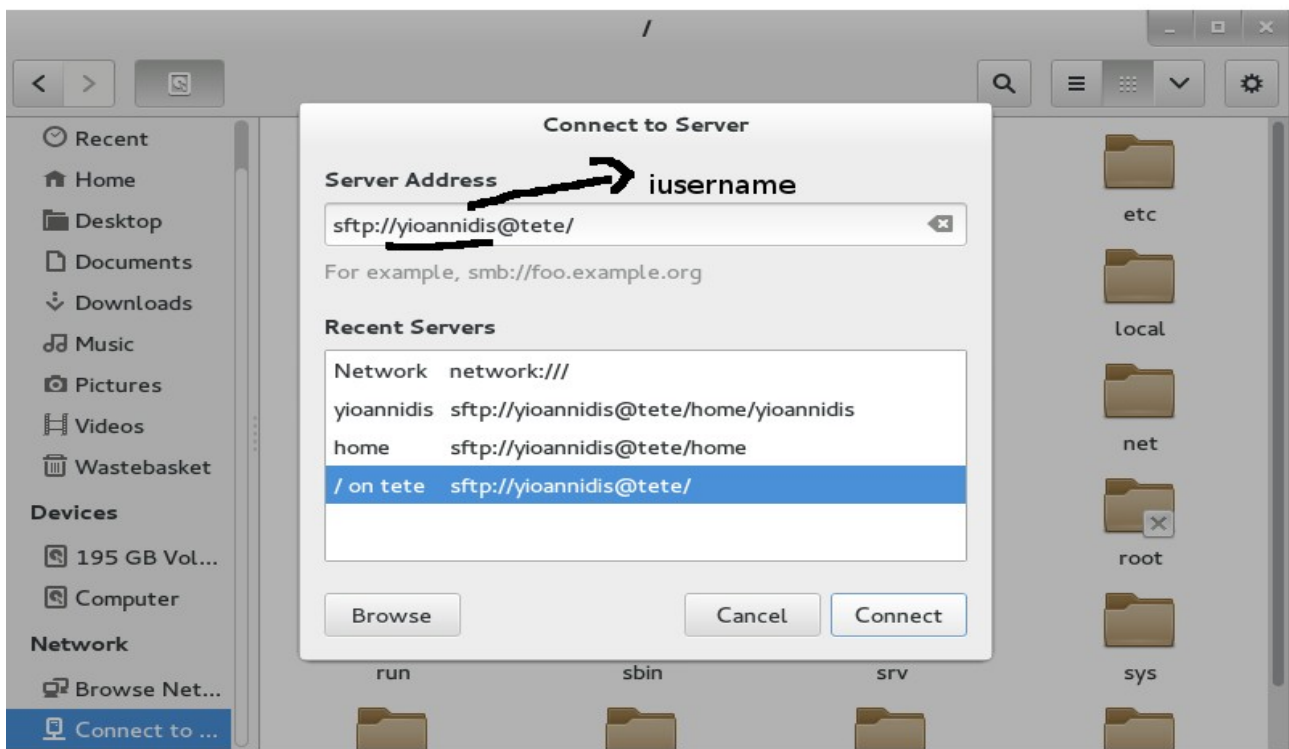 /
Recent
Home
Desktop
Documents
Downloads
Music
Pictures
Videos
Wastebasket
Devices
195 GB Vol...
Computer
Network
Browse Net...
Connect to ...
Connect to Server
Server Address
iusername
sftp://yioannidis@tete/
For example, smb://foo.example.org
Recent Servers
Network network:///
yioannidis sftp://yioannidis@tete/home/yioannidis
home sftp://yioannidis@tete/home
/ on tete sftp://yioannidis@tete/
Browse Cancel Connect
etc
local
net
root
run sbin srv sys